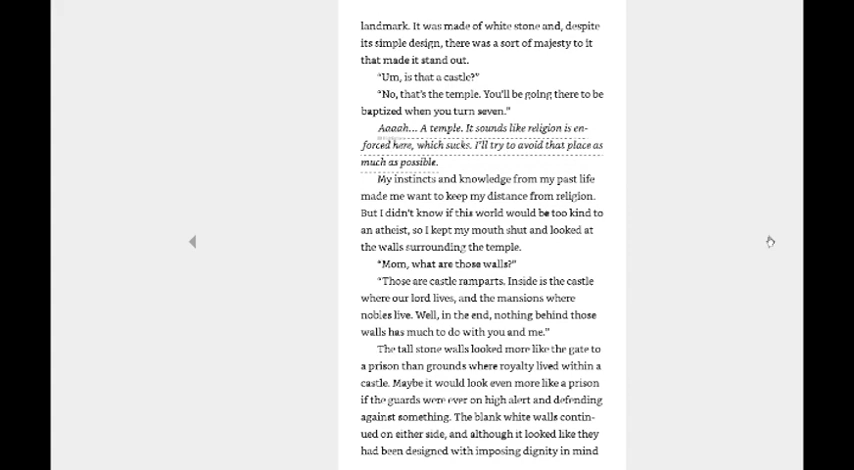 landmark. It was made of white stone and, despite
its simple design, there was a sort of majesty to it
that made it stand out.
“Um, is that a castle?”
“No, that’s the temple. You’ll be going there to be
baptized when you turn seven.”
Aaaah... A temple. It sounds like religion is en-
forced here, which sucks. I’ll try to avoid that place as
much as possible.
My instincts and knowledge from my past life
made me want to keep my distance from religion.
But I didn’t know if this world would be too kind to
an atheist, so I kept my mouth shut and looked at
the walls surrounding the temple.
“Mom, what are those walls?”
“Those are castle ramparts. Inside is the castle
where our lord lives, and the mansions where
nobles live. Well, in the end, nothing behind those
walls has much to do with you and me.”
The tall stone walls looked more like the gate to
a prison than grounds where royalty lived within a
castle. Maybe it would look even more like a prison
if the guards were ever on high alert and defending
against something. The blank white walls contin-
ued on either side, and although it looked like they
had been designed with imposing dignity in mind